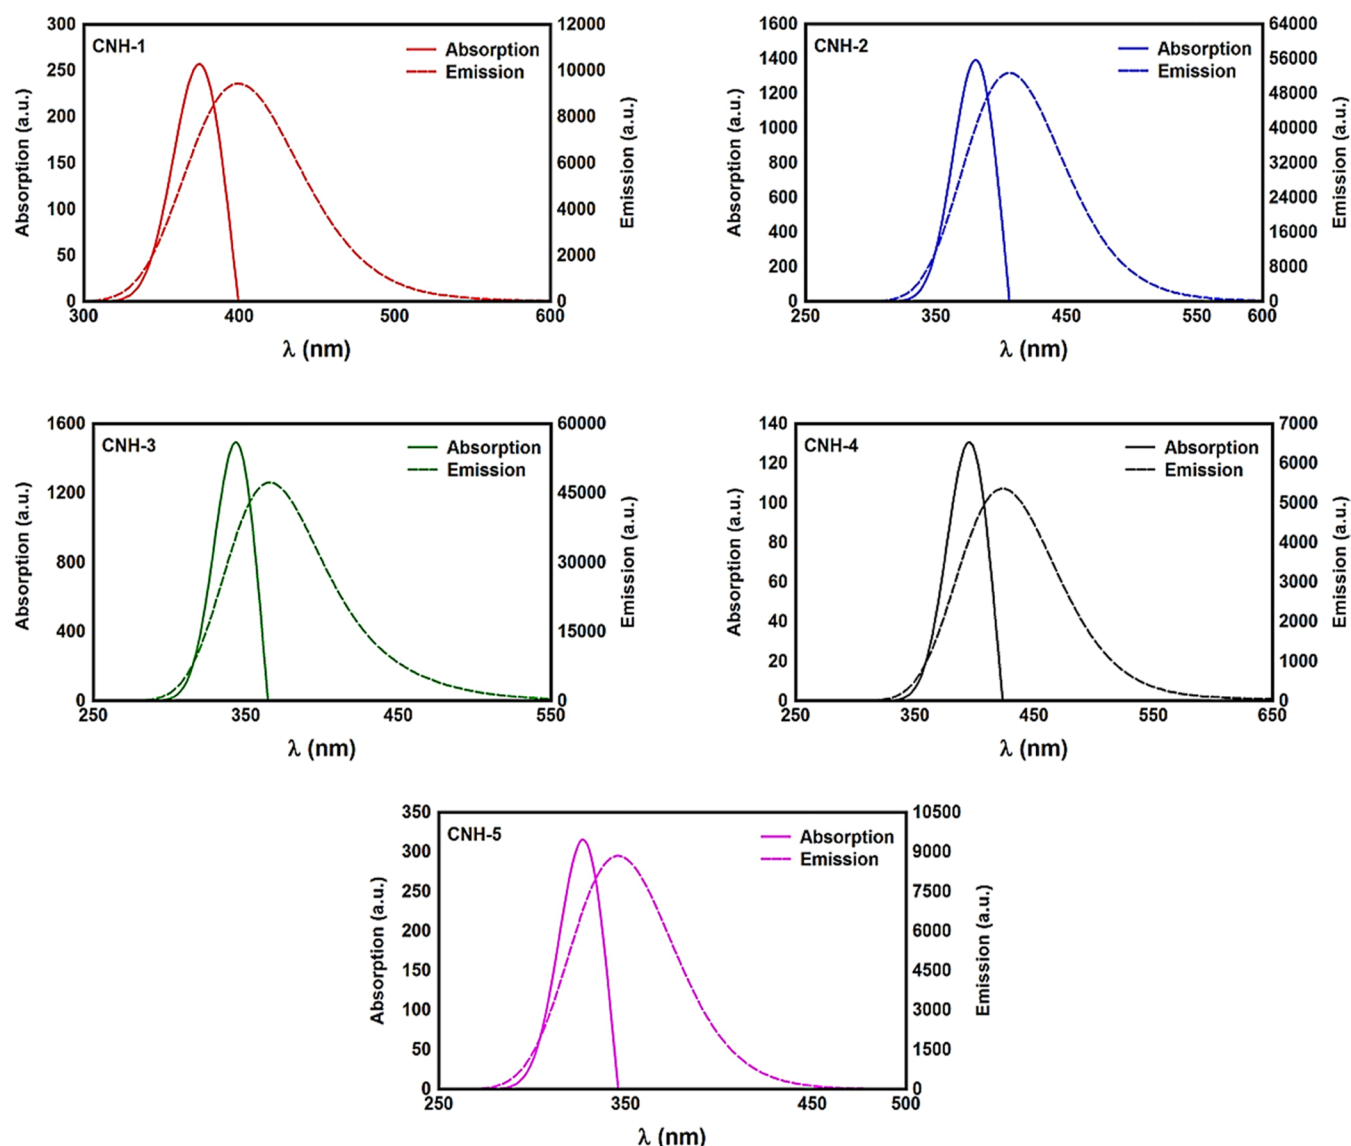 300 12000
CNH-1 Absorption
Emission
250 10000
200 8000
150 6000
100 4000
50 2000
0 0
300 400 500 600
Absorption (a.u.)
Emission (a.u.)
λ (nm)
1600 64000
CNH-2 Absorption
Emission
1400 56000
1200 48000
1000 40000
800 32000
600 24000
400 16000
200 8000
0 0
250 350 450 550 600
Absorption (a.u.)
Emission (a.u.)
λ (nm)
1600 60000
CNH-3 Absorption
Emission
1200 45000
800 30000
400 15000
0 0
250 350 450 550
Absorption (a.u.)
Emission (a.u.)
λ (nm)
140 7000
CNH-4 Absorption
Emission
120 6000
100 5000
80 4000
60 3000
40 2000
20 1000
0 0
250 350 450 550 650
Absorption (a.u.)
Emission (a.u.)
λ (nm)
350 10500
CNH-5 Absorption
Emission
300 9000
250 7500
200 6000
150 4500
100 3000
50 1500
0 0
250 350 450 500
Absorption (a.u.)
Emission (a.u.)
λ (nm)